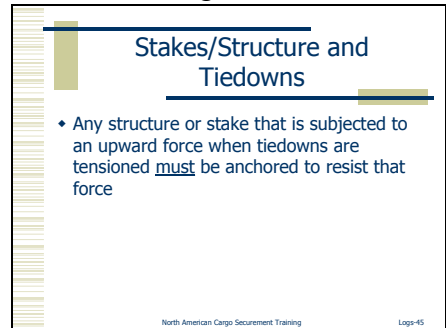 Stakes/Structure and
Tiedowns
Any structure or stake that is subjected to
an upward force when tiedowns are
tensioned must be anchored to resist that
force
North American Cargo Securement Training Logs-45